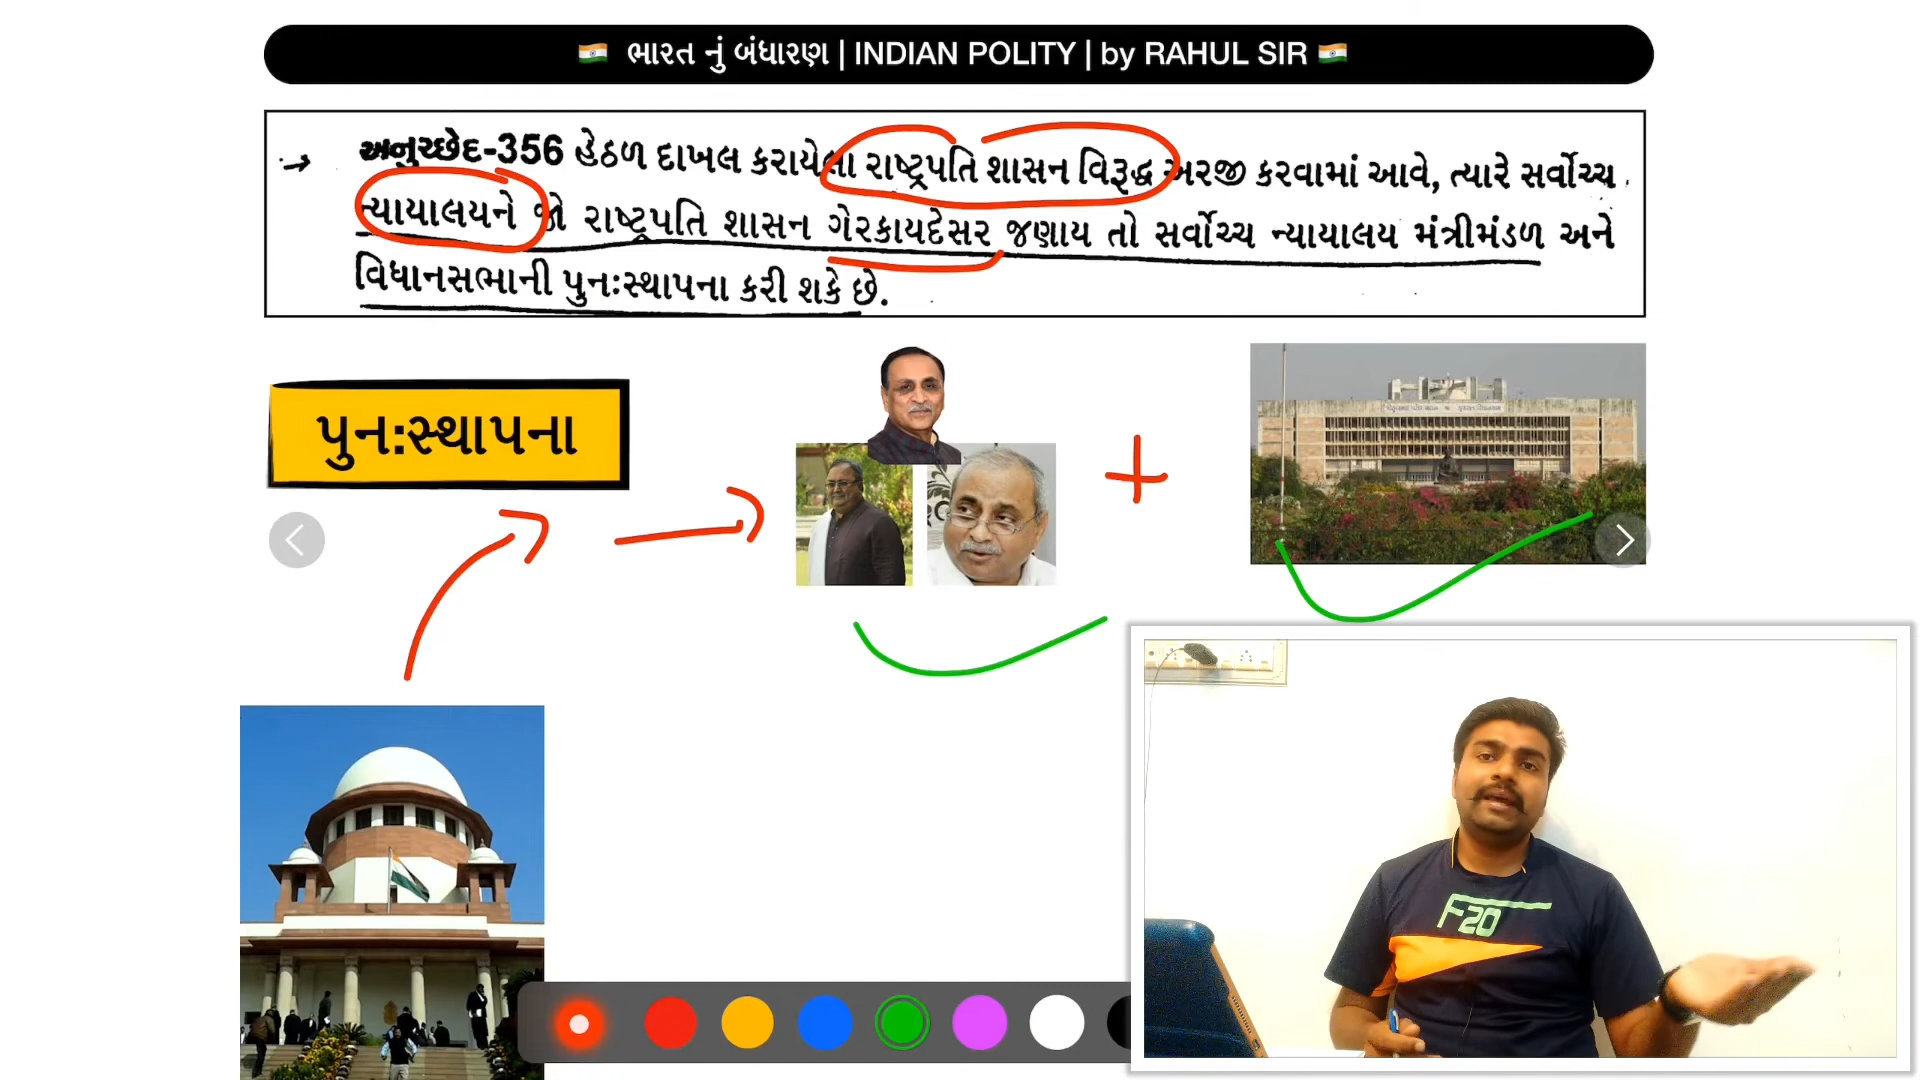 🇮🇳 ભારત નું બંધારણ | INDIAN POLITY | by RAHUL SIR 🇮🇳
→ અનુચ્છેદ-356 હેઠળ દાખલ કરાયેલા રાષ્ટ્રપતિ શાસન વિરૂદ્ધ અરજી કરવામાં આવે, ત્યારે સર્વોચ્ચ
ન્યાયાલયને જો રાષ્ટ્રપતિ શાસન ગેરકાયદેસર જણાય તો સર્વોચ્ચ ન્યાયાલય મંત્રીમંડળ અને
વિધાનસભાની પુનઃસ્થાપના કરી શકે છે.
પુન:સ્થાપના
+
F20